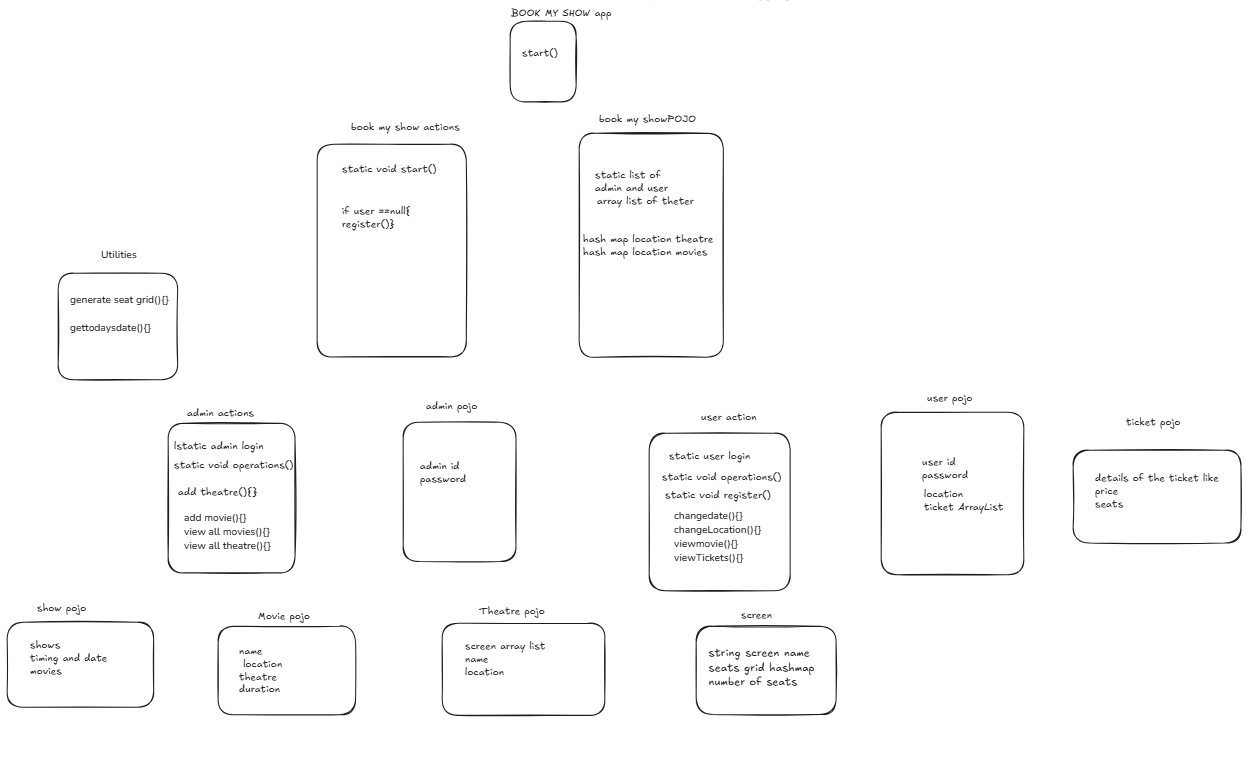 BOOK MY SHOW app
start()
book my show actions
static void start()
if user ==null{
register()}
book my showPOJO
static list of
admin and user
array list of theter
hash map location theatre
hash map location movies
Utilities
generate seat grid(){}
gettodaysdate(){}
admin actions
lstatic admin login
static void operations()
add theatre(){}
add movie(){}
view all movies(){}
view all theatre(){}
admin pojo
admin id
password
user action
static user login
static void operations()
static void register()
changedate(){}
changeLocation(){}
viewmovie(){}
viewTickets(){}
user pojo
user id
password
location
ticket ArrayList
ticket pojo
details of the ticket like
price
seats
show pojo
shows
timing and date
movies
Movie pojo
name
location
theatre
duration
Theatre pojo
screen array list
name
location
screen
string screen name
seats grid hashmap
number of seats